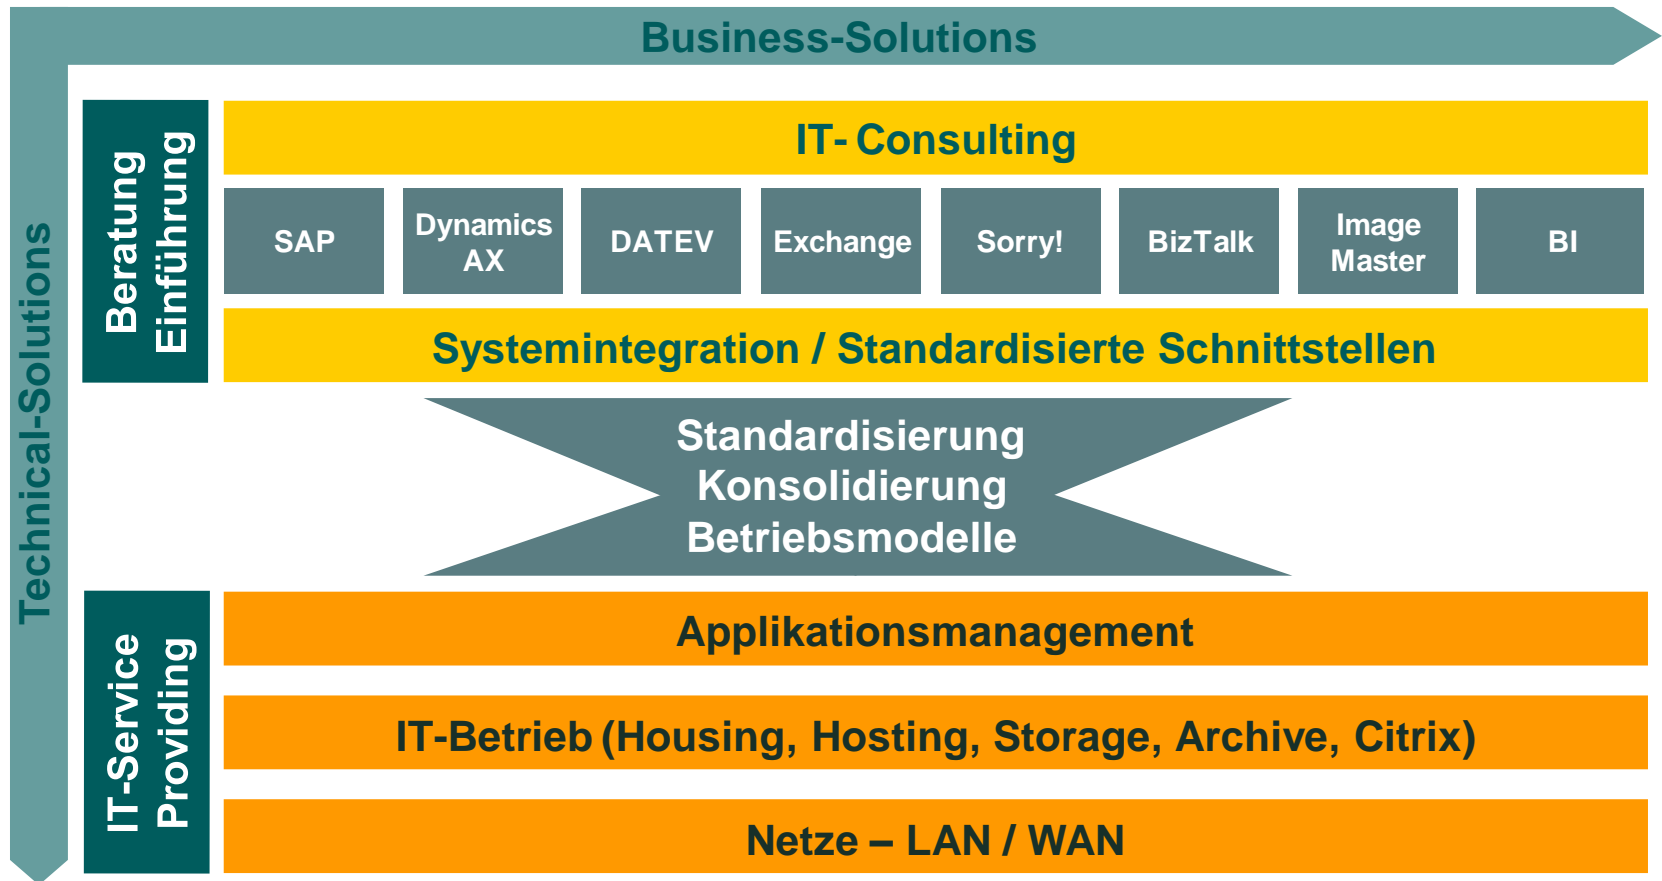 Business-Solutions
Technical-Solutions
Beratung
Einführung
IT- Consulting
SAP
Dynamics
AX
DATEV
Exchange
Sorry!
BizTalk
Image
Master
BI
Systemintegration / Standardisierte Schnittstellen
Standardisierung
Konsolidierung
Betriebsmodelle
IT-Service
Providing
Applikationsmanagement
IT-Betrieb (Housing, Hosting, Storage, Archive, Citrix)
Netze – LAN / WAN